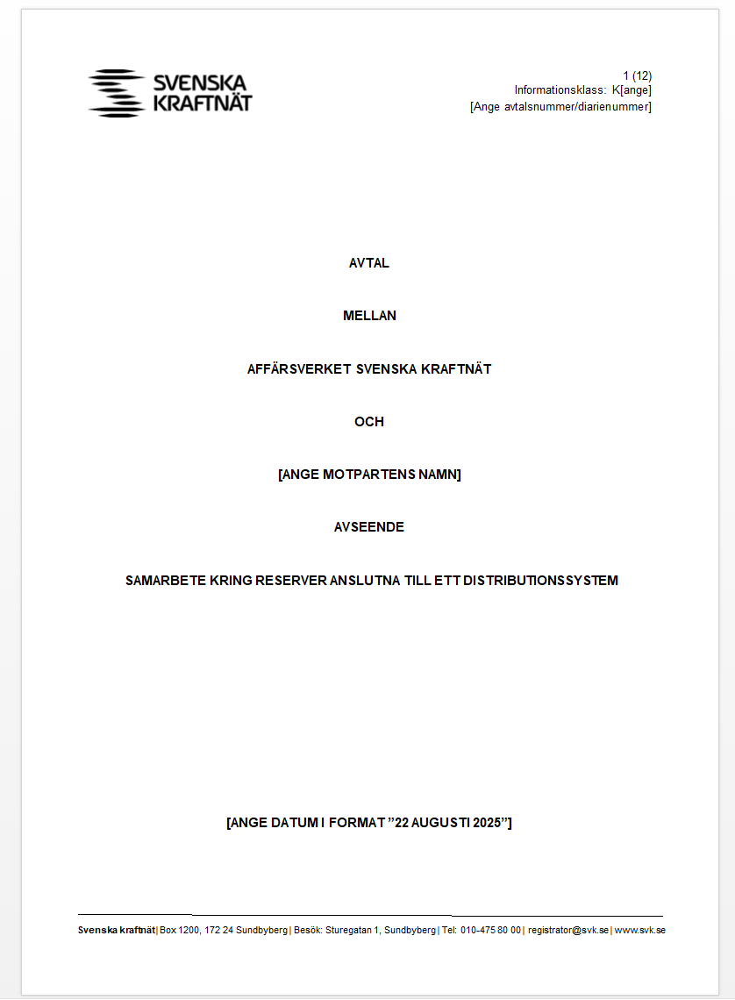 SVENSKA
KRAFTNÄT
1 (12)
Informationsklass: K[ange]
[Ange avtalsnummer/diarienummer]
AVTAL
MELLAN
AFFÄRSVERKET SVENSKA KRAFTNÄT
OCH
[ANGE MOTPARTENS NAMN]
AVSEENDE
SAMARBETE KRING RESERVER ANSLUTNA TILL ETT DISTRIBUTIONSSYSTEM
[ANGE DATUM I FORMAT ”22 AUGUSTI 2025”]
Svenska kraftnät | Box 1200, 172 24 Sundbyberg | Besök: Sturegatan 1, Sundbyberg | Tel: 010-475 80 00 | registrator@svk.se | www.svk.se